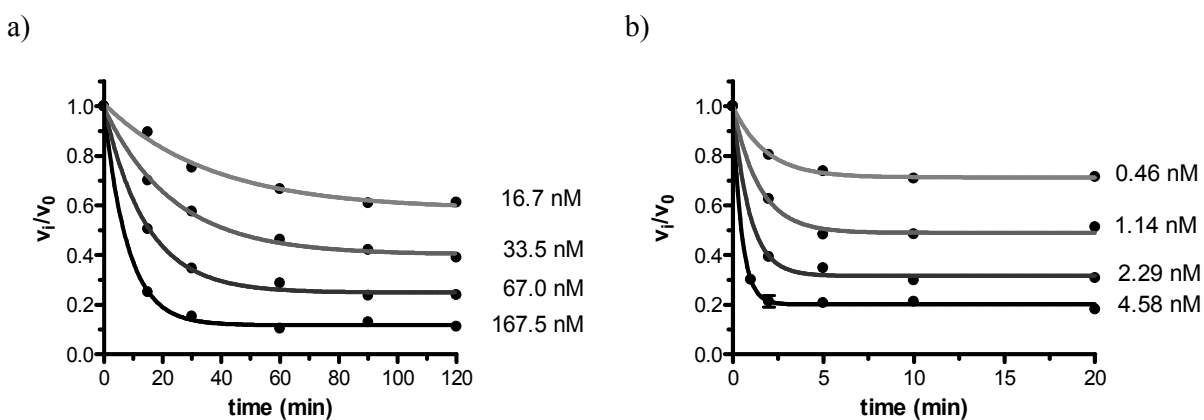 a)
vi/v0
1.0
0.8
0.6
0.4
0.2
0.0
0 20 40 60 80 100 120
time (min)
16.7 nM
33.5 nM
67.0 nM
167.5 nM
b)
vi/v0
1.0
0.8
0.6
0.4
0.2
0.0
0 5 10 15 20
time (min)
0.46 nM
1.14 nM
2.29 nM
4.58 nM